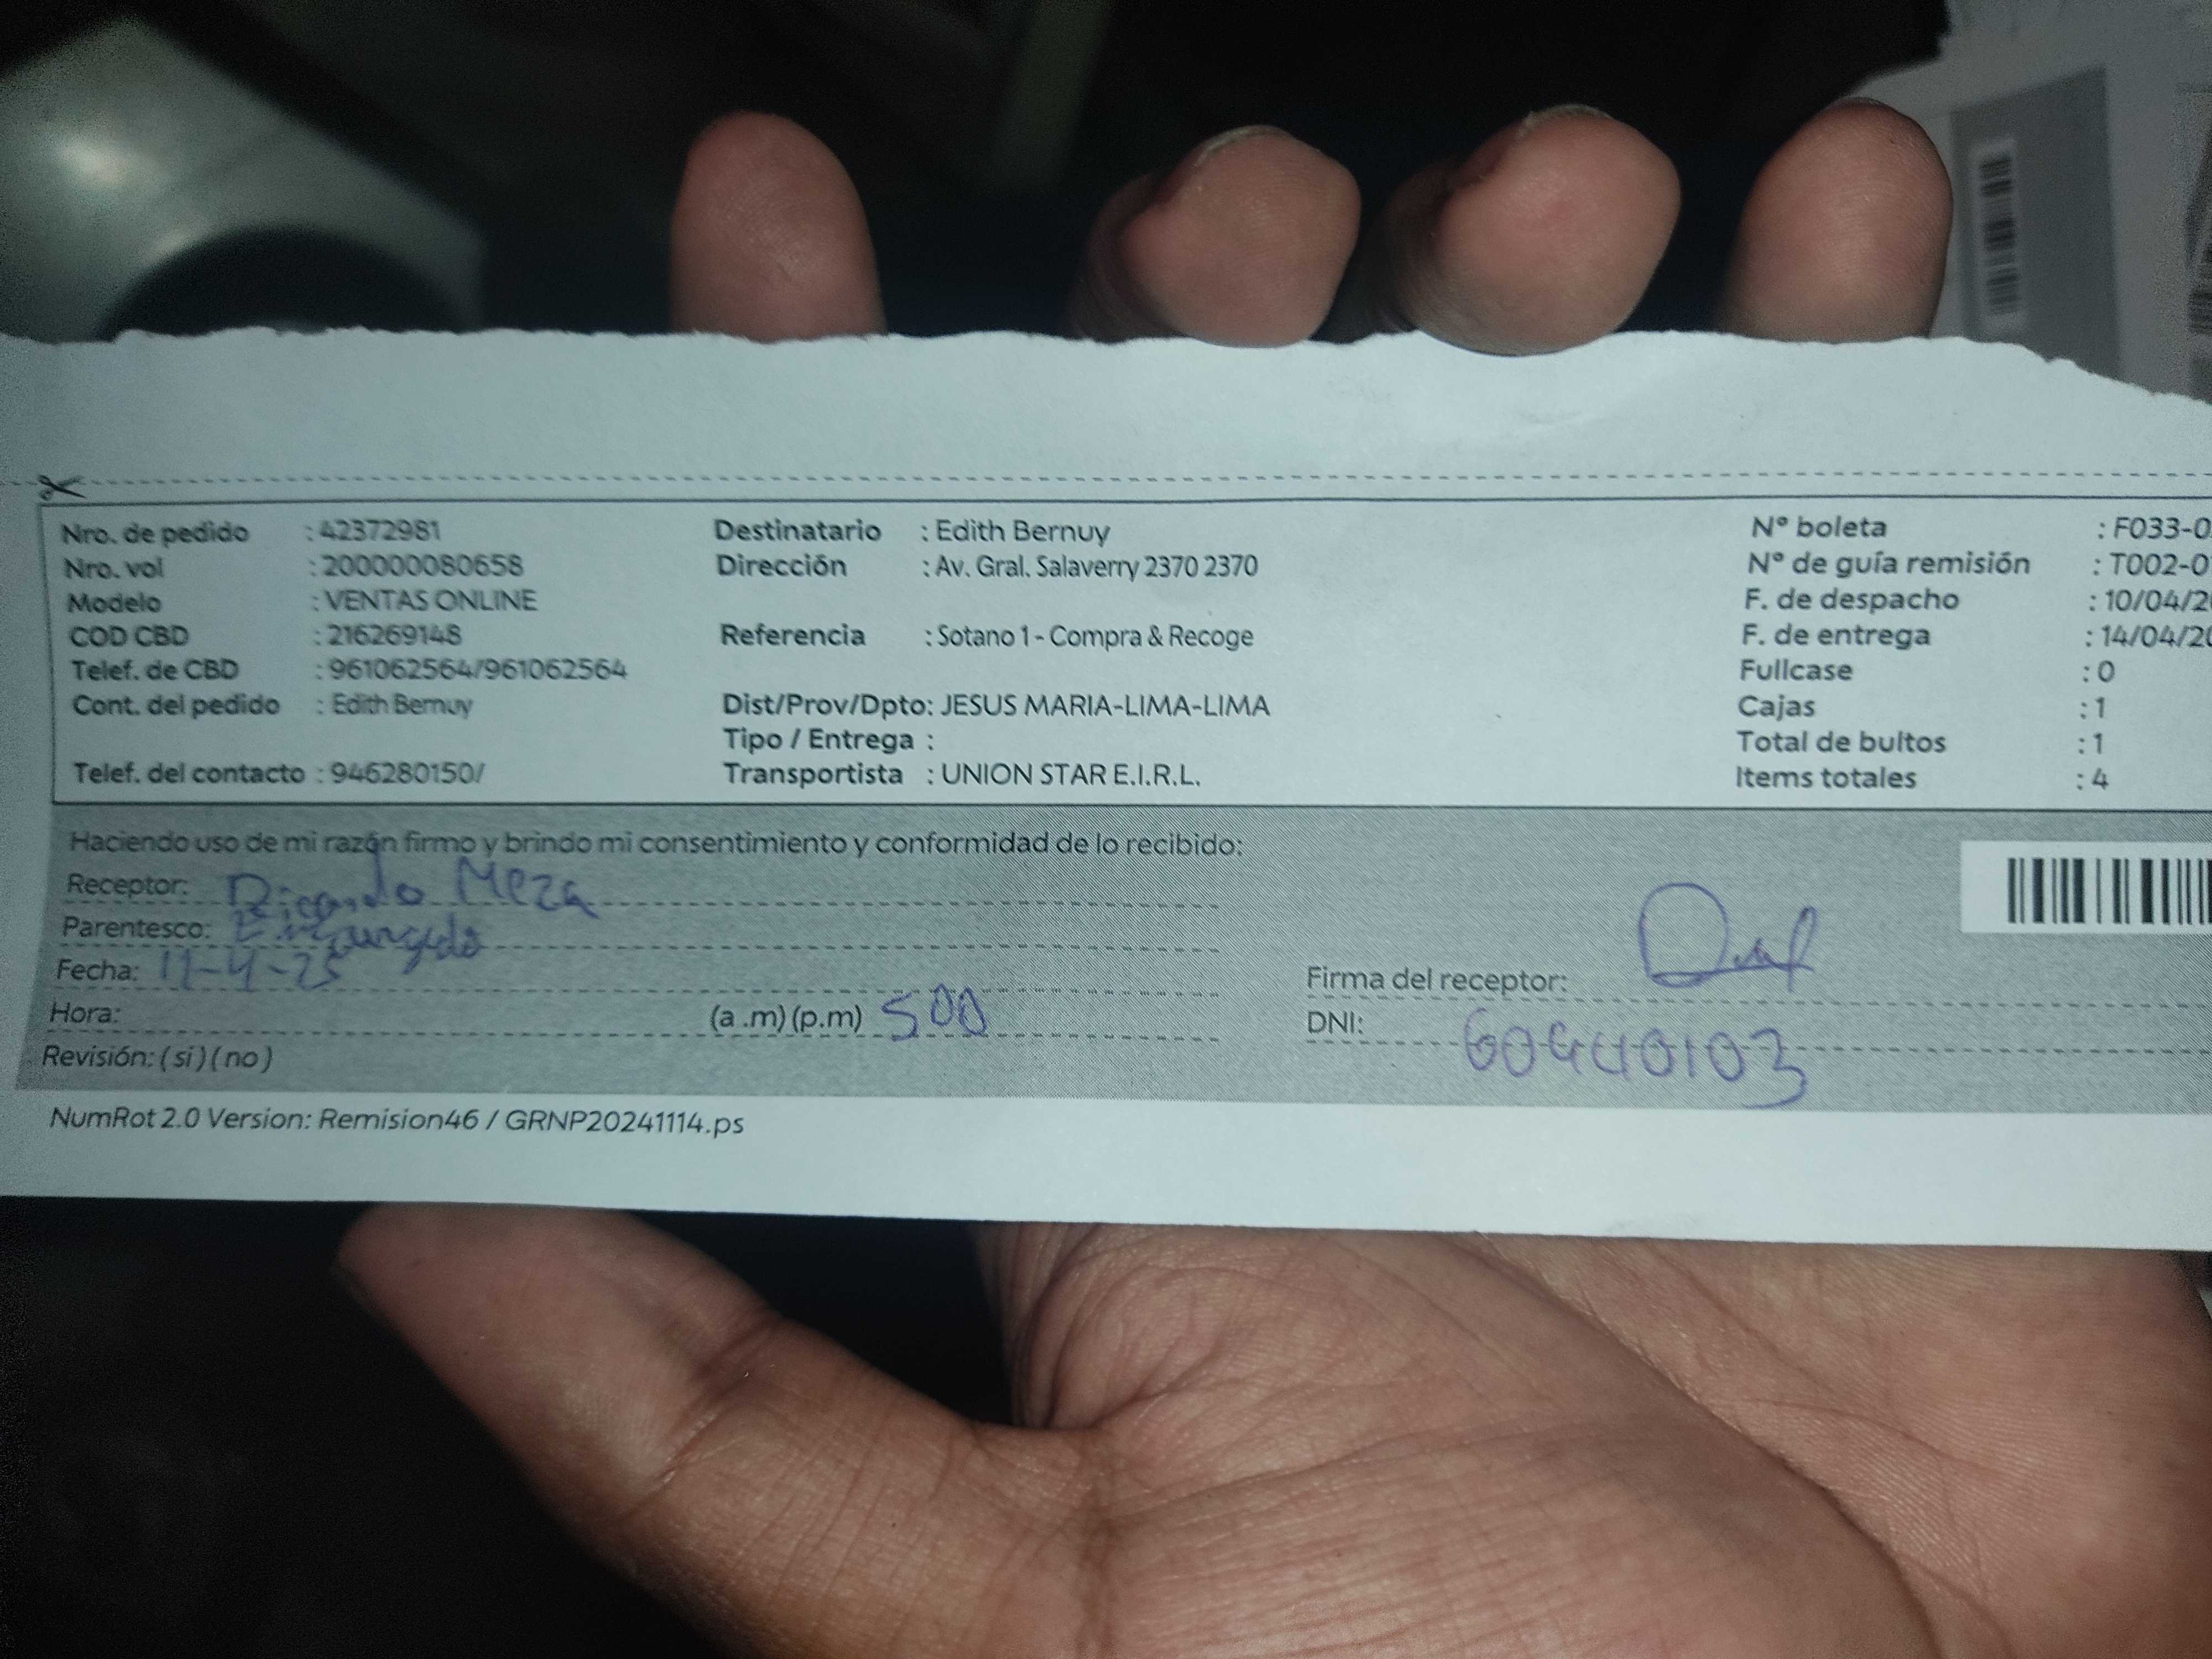 Nro. de pedido : 42372981 Destinatario : Edith Bernuy Nº boleta : F033-0
Nro. vol : 200000080658 Dirección : Av. Gral. Salaverry 2370 2370 Nº de guía remisión : T002-0
Modelo : VENTAS ONLINE F. de despacho : 10/04/2
COD CBD : 216269148 Referencia : Sotano 1 - Compra & Recoge F. de entrega : 14/04/20
Telef. de CBD : 961062564/961062564 Fullcase : 0
Cont. del pedido : Edith Bernuy Dist/Prov/Dpto: JESUS MARIA-LIMA-LIMA Cajas : 1
Tipo / Entrega : Total de bultos : 1
Telef. del contacto : 946280150/ Transportista : UNION STAR E.I.R.L. Items totales : 4
Haciendo uso de mi razón firmo y brindo mi consentimiento y conformidad de lo recibido:
Receptor: Ricardo Meza
Parentesco: Encargado
Fecha: 11-4-25 Firma del receptor:
Hora: (a .m) (p.m) 500 DNI: 60440103
Revisión: ( si ) ( no )
NumRot 2.0 Version: Remision46 / GRNP20241114.ps